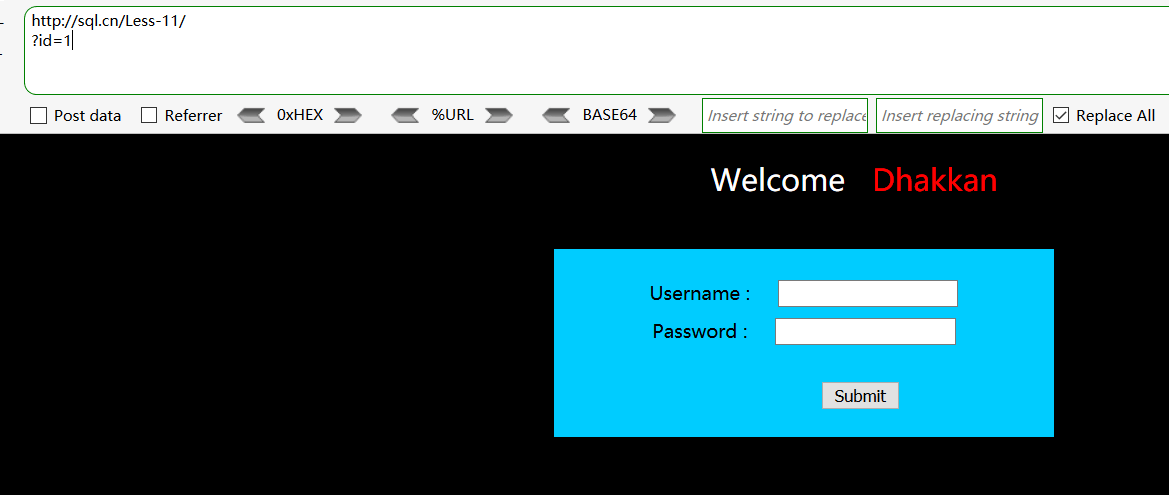 http://sql.cn/Less-11/
?id=1
Post data Referrer 0xHEX %URL BASE64 Insert string to replace Insert replacing string Replace All
Welcome Dhakkan
Username :
Password :
Submit